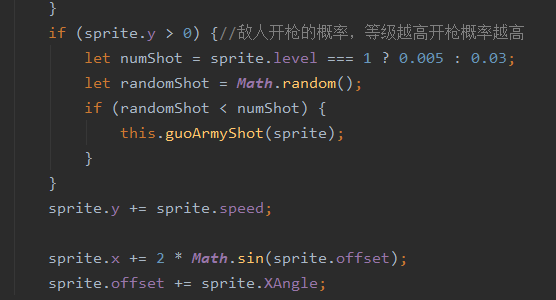 }
if (sprite.y > 0) {//敌人开枪的概率，等级越高开枪概率越高
let numShot = sprite.level === 1 ? 0.005 : 0.03;
let randomShot = Math.random();
if (randomShot < numShot) {
this.guoArmyShot(sprite);
}
}
sprite.y += sprite.speed;
sprite.x += 2 * Math.sin(sprite.offset);
sprite.offset += sprite.XAngle;